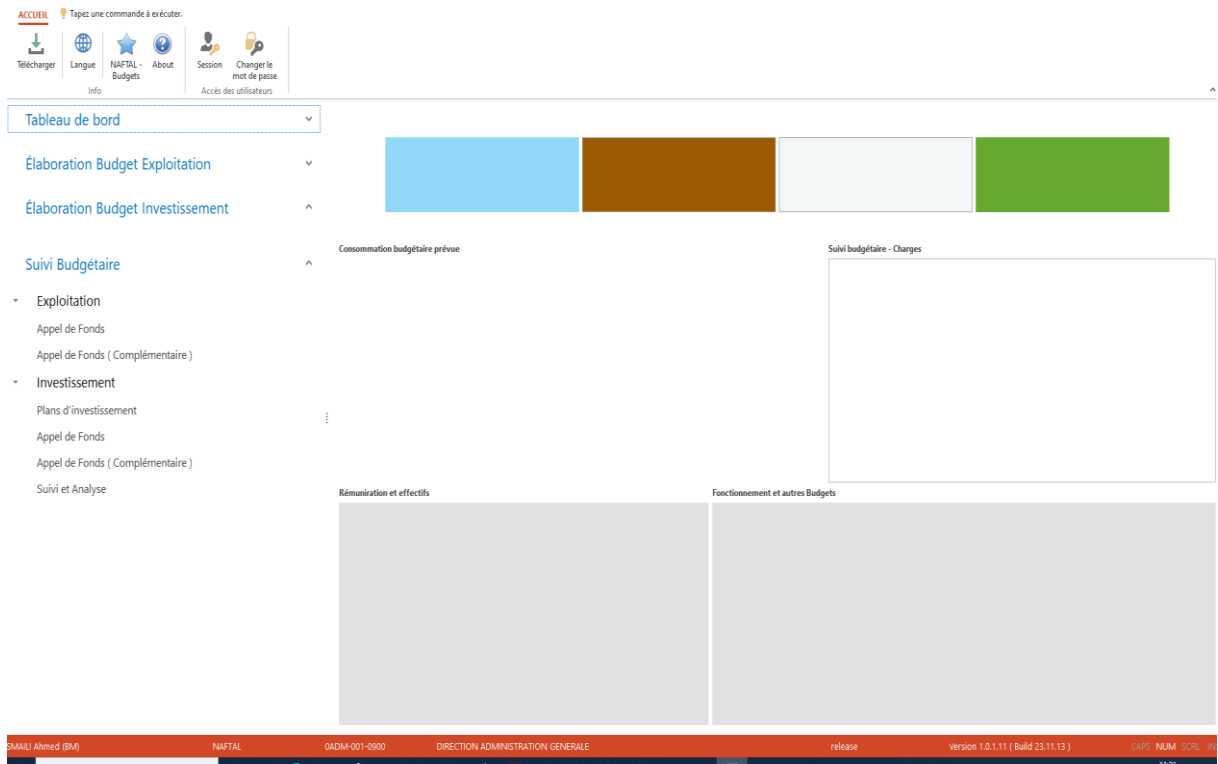 ACCUEIL Tapez une commande à exécuter.
Télécharger Langue NAFTAL - About Session Changer le
Budgets mot de passe
Info Accès des utilisateurs
Tableau de bord
Élaboration Budget Exploitation
Élaboration Budget Investissement
Consommation budgétaire prévue Suivi budgétaire - Charges
Suivi Budgétaire
Exploitation
Appel de Fonds
Appel de Fonds ( Complémentaire )
Investissement
Plans d'investissement
Appel de Fonds
Appel de Fonds ( Complémentaire )
Suivi et Analyse
Rémuniration et effectifs Fonctionnement et autres Budgets
SMAILI Ahmed (BM) NAFTAL 0ADM-001-0900 DIRECTION ADMINISTRATION GENERALE release Version 1.0.1.11 ( Build 23.11.13 ) CAPS NUM SCRL